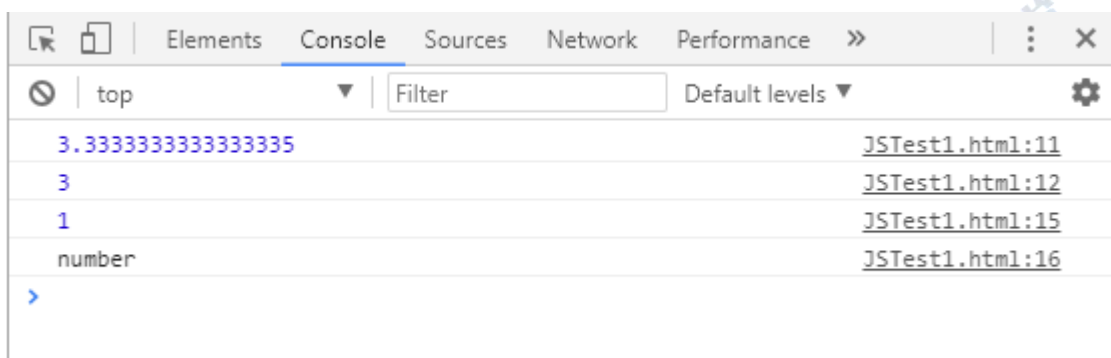 Elements Console Sources Network Performance »
top Filter Default levels
3.3333333333333335 JSTest1.html:11
3 JSTest1.html:12
1 JSTest1.html:15
number JSTest1.html:16
>